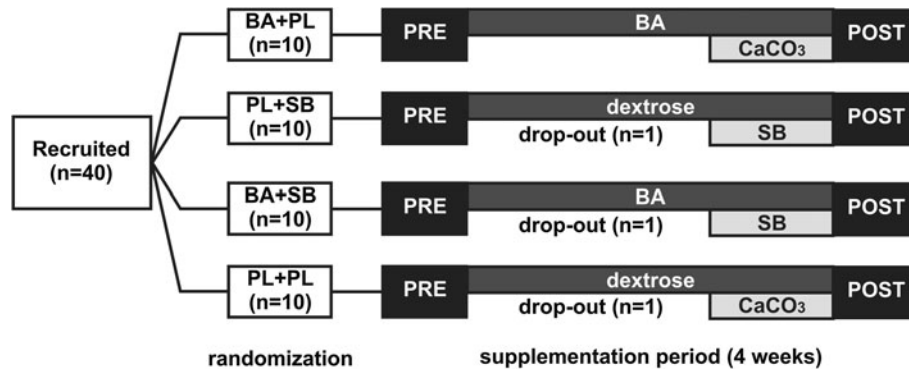 BA+PL
(n=10)
PRE
BA
CaCO₃
POST
PL+SB
(n=10)
PRE
dextrose
drop-out (n=1)
SB
POST
Recruited
(n=40)
BA+SB
(n=10)
PRE
BA
drop-out (n=1)
SB
POST
PL+PL
(n=10)
PRE
dextrose
drop-out (n=1)
CaCO₃
POST
randomization
supplementation period (4 weeks)